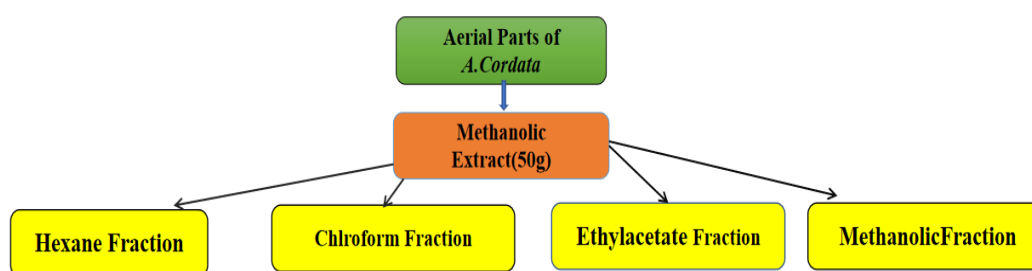 Aerial Parts of
A.Cordata
Methanolic
Extract(50g)
Hexane Fraction
Chlroform Fraction
Ethylacetate Fraction
MethanolicFraction